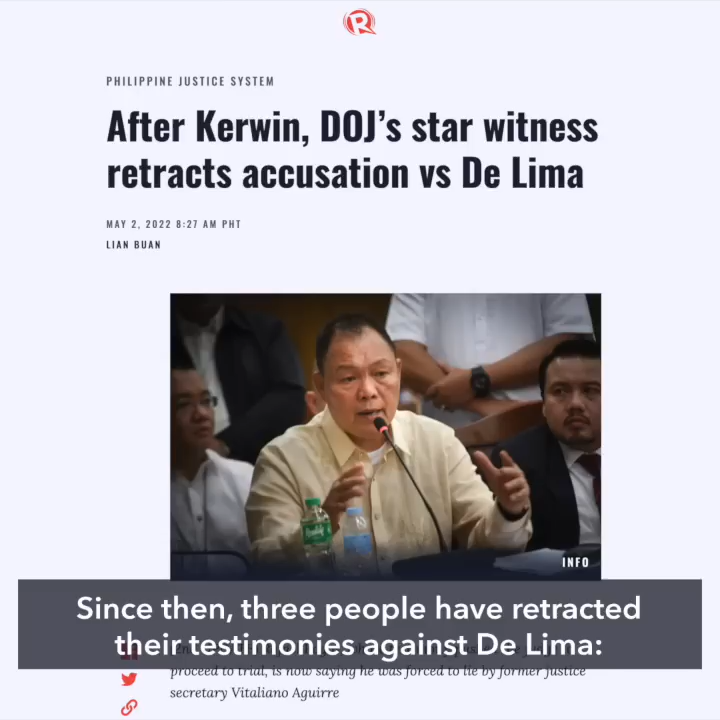 PHILIPPINE JUSTICE SYSTEM
After Kerwin, DOJ's star witness
retracts accusation vs De Lima
MAY 2, 2022 8:27 AM PHT
LIAN BUAN
INFO
Since then, three people have retracted
their testimonies against De Lima:
proceed to trial, is now saying he was forced to lie by former justice
secretary Vitaliano Aguirre